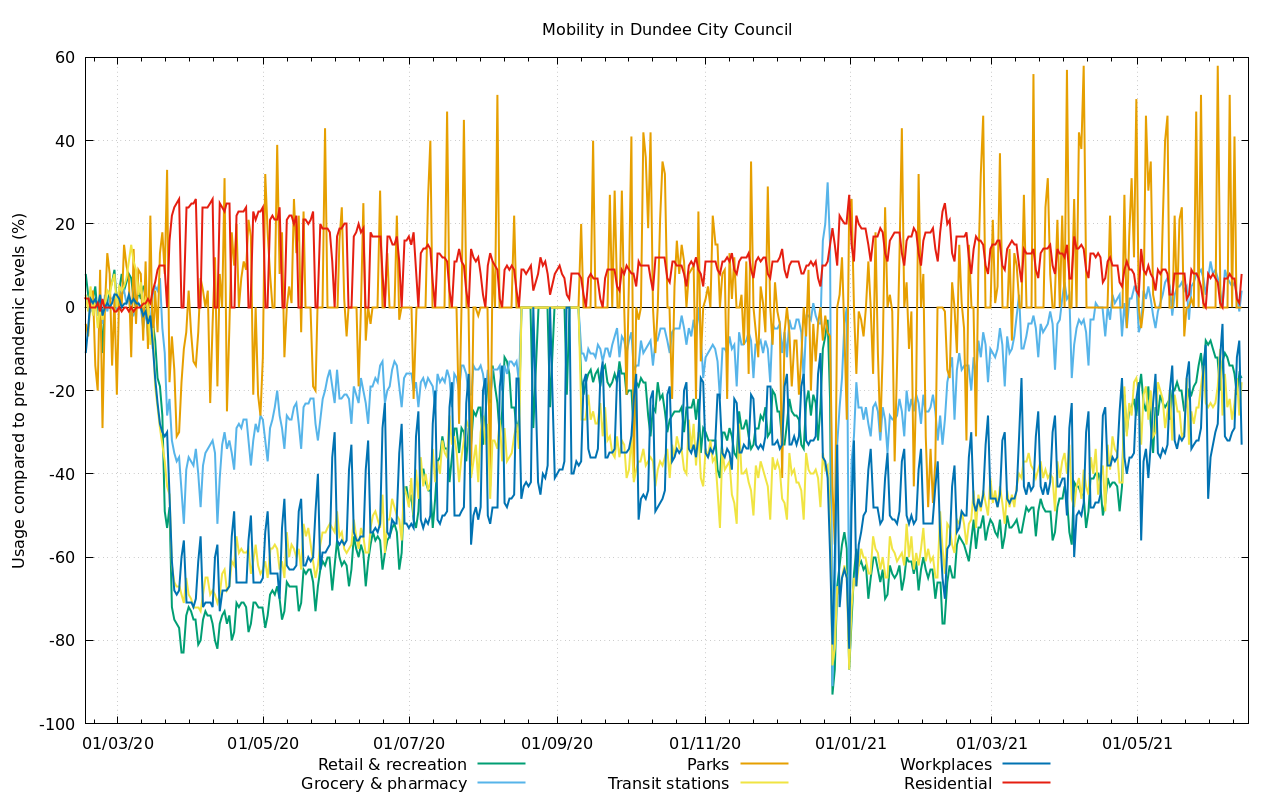 Mobility in Dundee City Council
Usage compared to pre pandemic levels (%)
60
40
20
0
-20
-40
-60
-80
-100
01/03/20 01/05/20 01/07/20 01/09/20 01/11/20 01/01/21 01/03/21 01/05/21
Retail & recreation Parks Workplaces
Grocery & pharmacy Transit stations Residential